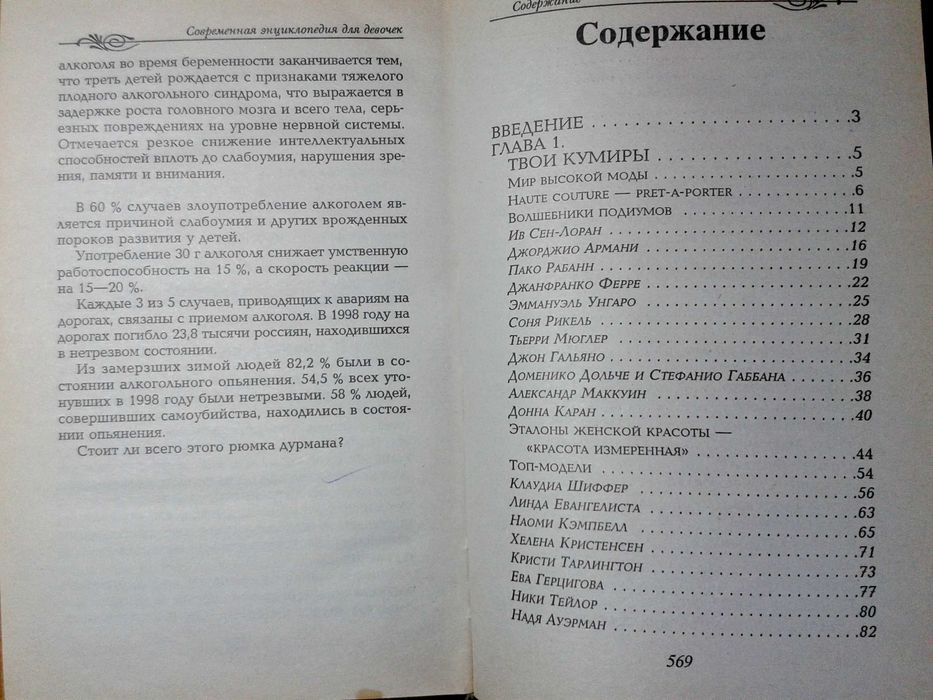 Современная энциклопедия для девочек
алкоголя во время беременности заканчивается тем,
что треть детей рождается с признаками тяжелого
плодного алкогольного синдрома, что выражается в
задержке роста головного мозга и всего тела, серь-
езных повреждениях на уровне нервной системы.
Отмечается резкое снижение интеллектуальных
способностей вплоть до слабоумия, нарушения зре-
ния, памяти и внимания.
В 60 % случаев злоупотребление алкоголем яв-
ляется причиной слабоумия и других врожденных
пороков развития у детей.
Употребление 30 г алкоголя снижает умственную
работоспособность на 15 %, а скорость реакции —
на 15—20 %.
Каждые 3 из 5 случаев, приводящих к авариям на
дорогах, связаны с приемом алкоголя. В 1998 году на
дорогах погибло 23,8 тысячи россиян, находившихся
в нетрезвом состоянии.
Из замерзших зимой людей 82,2 % были в со-
стоянии алкогольного опьянения. 54,5 % всех уто-
нувших в 1998 году были нетрезвыми. 58 % людей,
совершивших самоубийства, находились в состоя-
нии опьянения.
Стоит ли всего этого рюмка дурмана?
Содержание
Содержание
ВВЕДЕНИЕ . . . . . . . . . . . . . . . . . . . . 3
ГЛАВА 1.
ТВОИ КУМИРЫ . . . . . . . . . . . . . . . . 5
Мир высокой моды . . . . . . . . . . . . . . . . 5
Haute couture — pret-a-porter . . . . . . . . . . 6
Волшебники подиумов . . . . . . . . . . . . . . 11
Ив Сен-Лоран . . . . . . . . . . . . . . . . . . 12
Джорджио Армани . . . . . . . . . . . . . . . . 16
Пако Рабанн . . . . . . . . . . . . . . . . . . . 19
Джанфранко Ферре . . . . . . . . . . . . . . . . 22
Эммануэль Унгаро . . . . . . . . . . . . . . . . 25
Соня Рикель . . . . . . . . . . . . . . . . . . . 28
Тьерри Мюглер . . . . . . . . . . . . . . . . . . 31
Джон Гальяно . . . . . . . . . . . . . . . . . . 34
Доменико Дольче и Стефанио Габбана . . . . . . . 36
Александр Маккуин . . . . . . . . . . . . . . . . 38
Донна Каран . . . . . . . . . . . . . . . . . . . 40
Эталоны женской красоты —
«красота измеренная» . . . . . . . . . . . . . . 44
Топ-модели . . . . . . . . . . . . . . . . . . . 54
Клаудиа Шиффер . . . . . . . . . . . . . . . . . 56
Линда Евангелиста . . . . . . . . . . . . . . . . 63
Наоми Кэмпбелл . . . . . . . . . . . . . . . . . 65
Хелена Кристенсен . . . . . . . . . . . . . . . . 71
Кристи Тарлингтон . . . . . . . . . . . . . . . . 73
Ева Герцигова . . . . . . . . . . . . . . . . . . 77
Ники Тейлор . . . . . . . . . . . . . . . . . . . 80
Надя Ауэрман . . . . . . . . . . . . . . . . . . 82
569